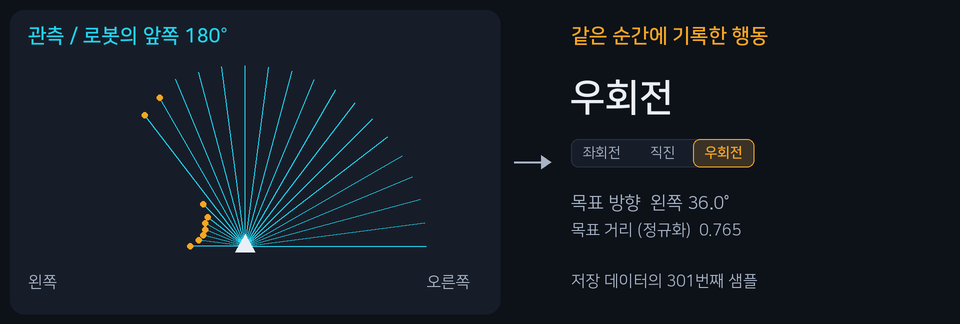 관측 / 로봇의 앞쪽 180°
왼쪽
오른쪽
같은 순간에 기록한 행동
우회전
좌회전 직진 우회전
목표 방향 왼쪽 36.0°
목표 거리 (정규화) 0.765
저장 데이터의 301번째 샘플